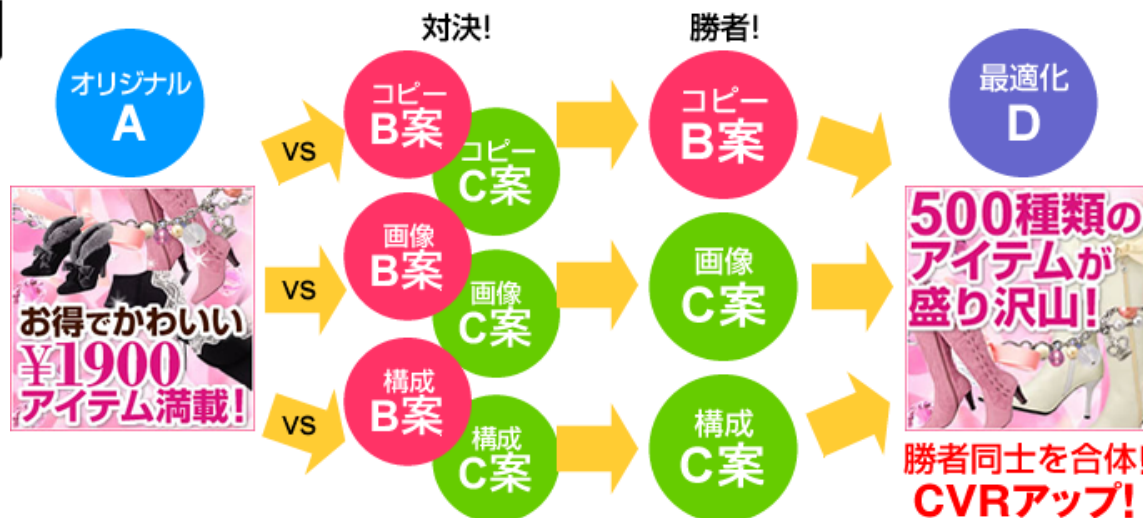 対決!
勝者!
オリジナル
A
VS
コピー
B案
コピー
C案
コピー
B案
最適化
D
お得でかわいい
¥1900
アイテム満載!
VS
画像
B案
画像
C案
画像
C案
500種類の
アイテムが
盛り沢山!
VS
構成
B案
構成
C案
構成
C案
勝者同士を合体!
CVRアップ!